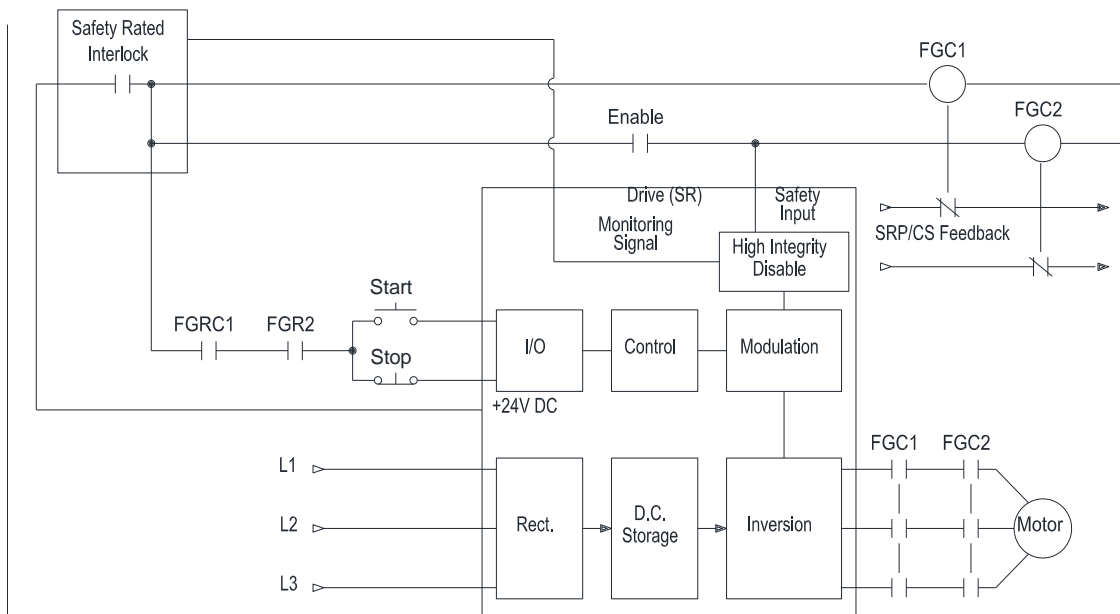 Safety Rated
Interlock
FGC1
FGC2
Enable
Drive (SR)
Safety
Input
Monitoring
Signal
High Integrity
Disable
SRP/CS Feedback
Start
FGRC1
FGR2
Stop
I/O
Control
Modulation
+24V DC
FGC1
FGC2
L1
L2
L3
Rect.
D.C.
Storage
Inversion
Motor